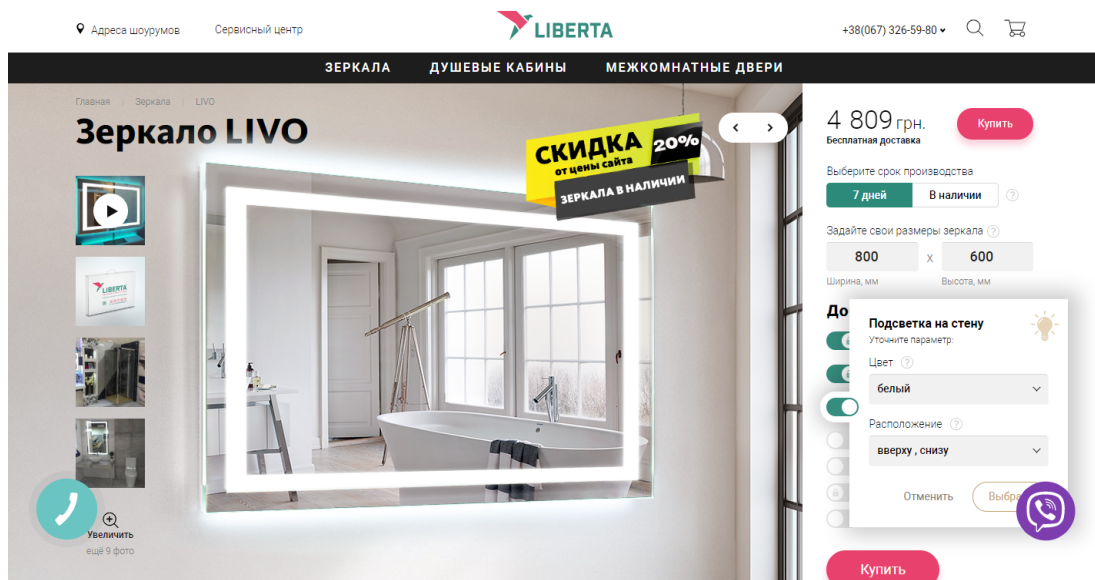 Адреса шоурумов
Сервисный центр
LIBERTA
+38(067) 326-59-80
ЗЕРКАЛА
ДУШЕВЫЕ КАБИНЫ
МЕЖКОМНАТНЫЕ ДВЕРИ
Главная | Зеркала | LIVO
Зеркало LIVO
СКИДКА 20%
от цены сайта
ЗЕРКАЛА В НАЛИЧИИ
LIBERTA
Увеличить
ещё 9 фото
4 809 грн.
Купить
Бесплатная доставка
Выберите срок производства
7 дней
В наличии
?
Задайте свои размеры зеркала ?
800 x 600
Ширина, мм
Высота, мм
До
Подсветка на стену
Уточните параметр:
Цвет ?
белый
Расположение ?
вверху , снизу
Отменить
Выбра
Купить